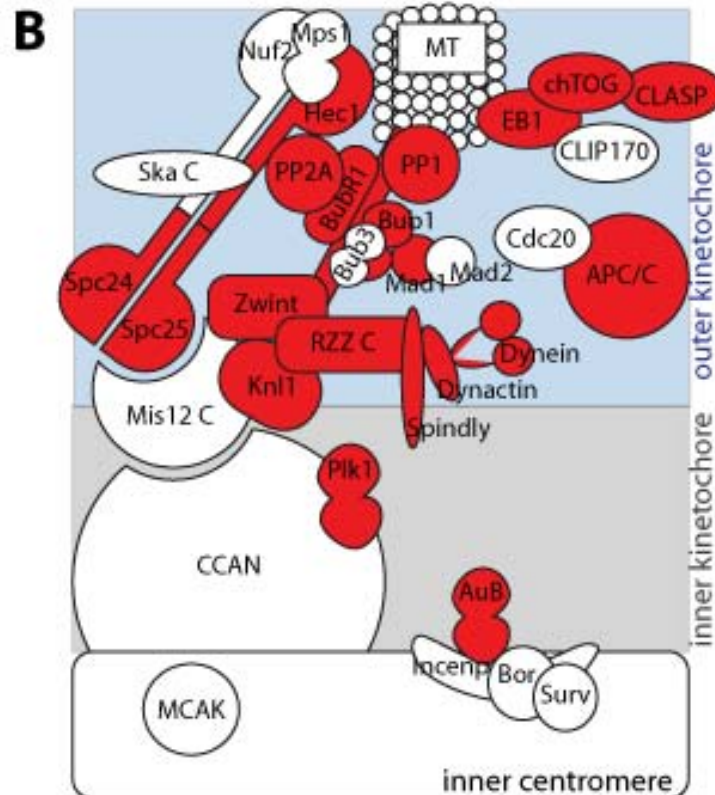 B
Nuf2
Mps1
MT
Hec1
chTOG
CLASP
EB1
CLIP170
Ska C
PP2A
BubR1
PP1
Bub1
Bub3
Mad1
Mad2
Cdc20
APC/C
Spc24
Spc25
Zwint
RZZ C
Knl1
Dynein
Dynactin
Spindly
Mis12 C
outer kinetochore
Plk1
CCAN
AuB
inner kinetochore
Incenp
Bor
Surv
MCAK
inner centromere